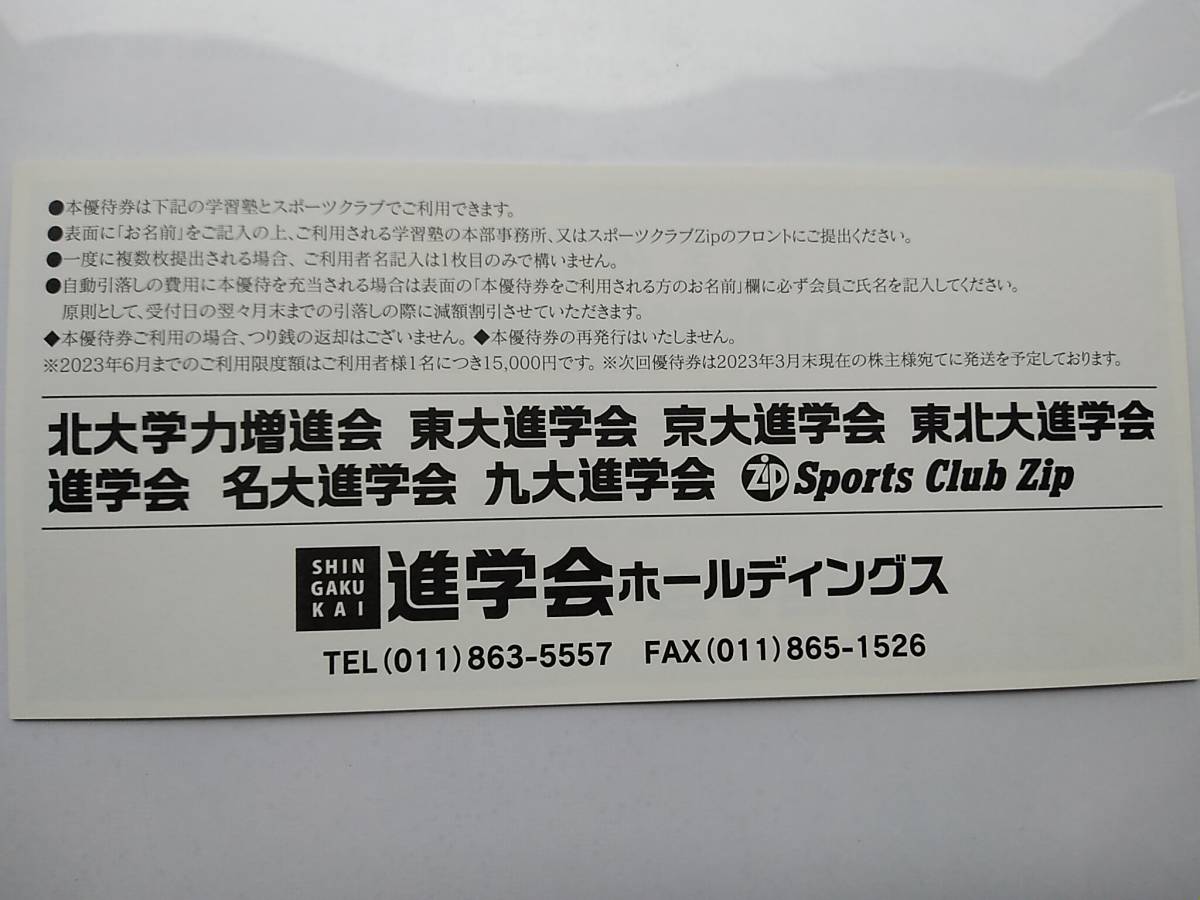 ●本優待券は下記の学習塾とスポーツクラブでご利用できます。
●表面に「お名前」をご記入の上、ご利用される学習塾の本部事務所、又はスポーツクラブZipのフロントにご提出ください。
●一度に複数枚提出される場合、ご利用者名記入は1枚目のみで構いません。
●自動引落しの費用に本優待を充当される場合は表面の「本優待券をご利用される方のお名前」欄に必ず会員ご氏名を記入してください。
原則として、受付日の翌々月末までの引落しの際に減額割引させていただきます。
◆本優待券ご利用の場合、つり銭の返却はございません。◆本優待券の再発行はいたしません。
※2023年6月までのご利用限度額はご利用者様1名につき15,000円です。※次回優待券は2023年3月末現在の株主様宛てに発送を予定しております。
北大学力増進会 東大進学会 京大進学会 東北大進学会
進学会 名大進学会 九大進学会 ZIP Sports Club Zip
SHIN
GAKU
KAI
進学会ホールディングス
TEL(011)863-5557 FAX(011)865-1526